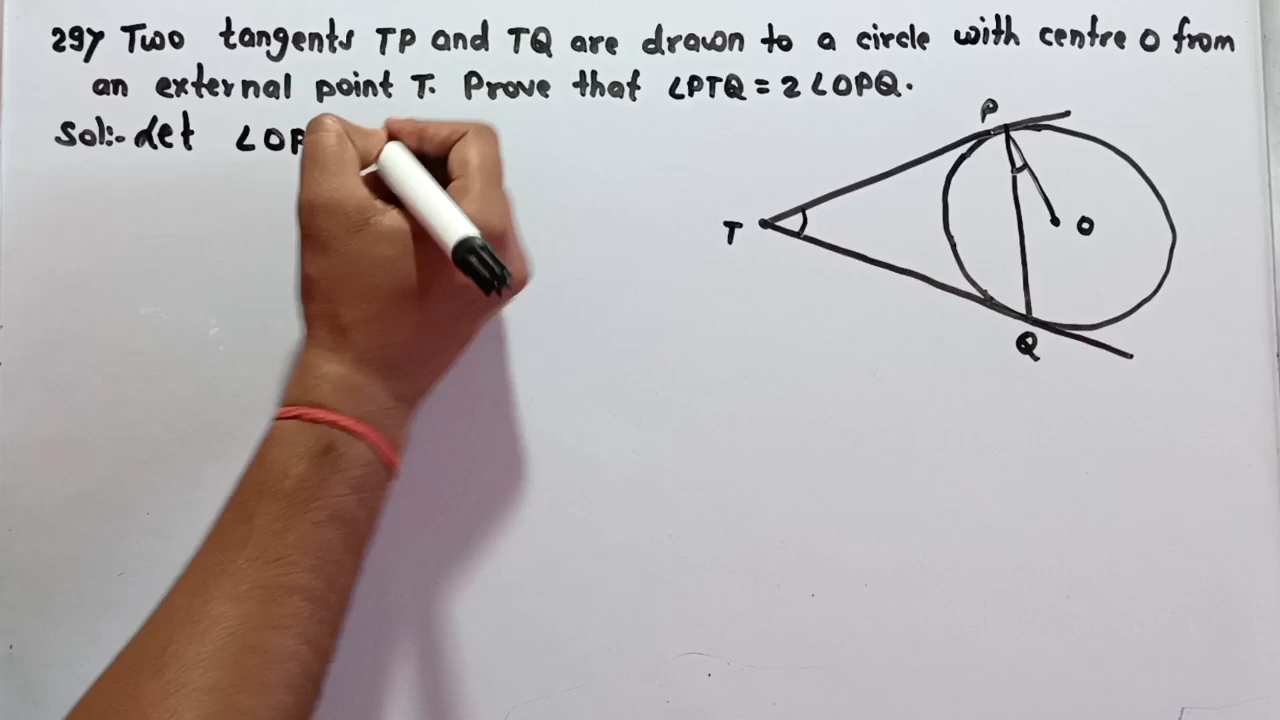 297 Two tangents TP and TQ are drawn to a circle with centre O from
an external point T. Prove that ∠PTQ = 2∠OPQ.
Sol:- Let ∠OP
P
T
O
Q